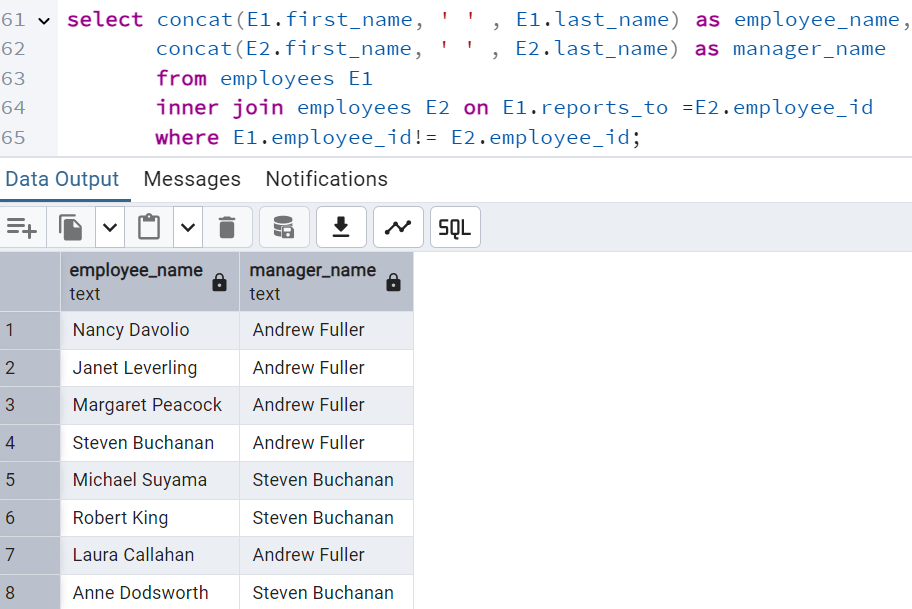 61 select concat(E1.first_name, ' ' , E1.last_name) as employee_name,
62 concat(E2.first_name, ' ' , E2.last_name) as manager_name
63 from employees E1
64 inner join employees E2 on E1.reports_to =E2.employee_id
65 where E1.employee_id!= E2.employee_id;
Data Output Messages Notifications
SQL
employee_name manager_name
text text
1 Nancy Davolio Andrew Fuller
2 Janet Leverling Andrew Fuller
3 Margaret Peacock Andrew Fuller
4 Steven Buchanan Andrew Fuller
5 Michael Suyama Steven Buchanan
6 Robert King Steven Buchanan
7 Laura Callahan Andrew Fuller
8 Anne Dodsworth Steven Buchanan